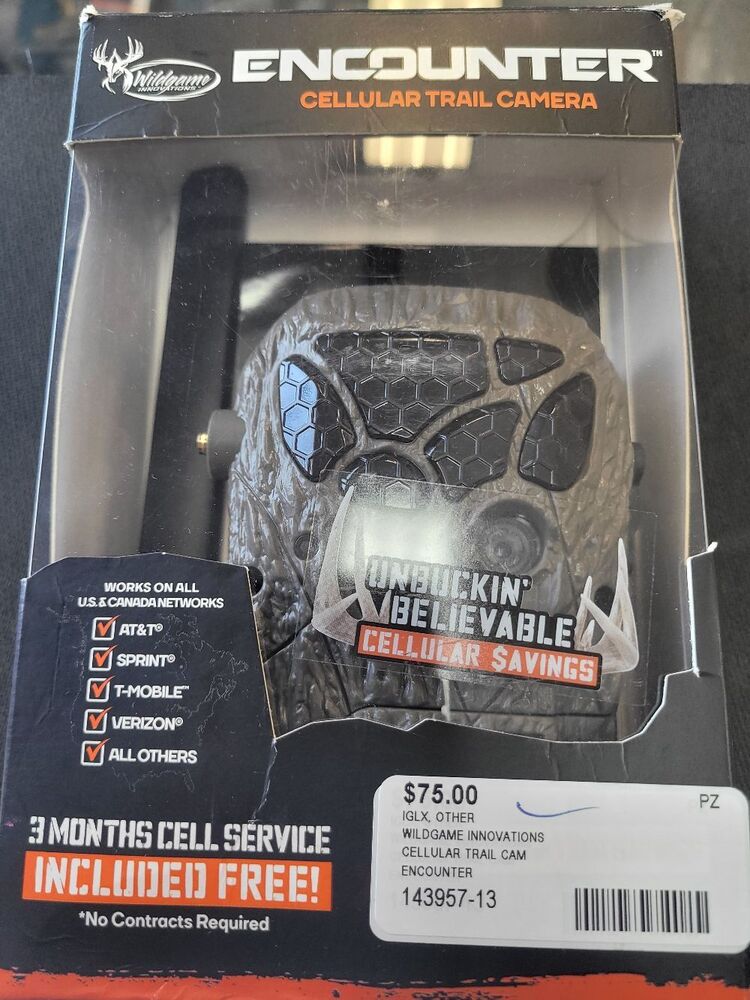 Wildgame
INNOVATIONS
ENCOUNTER™
CELLULAR TRAIL CAMERA
UNBUCKIN'
BELIEVABLE
CELLULAR $AVINGS
WORKS ON ALL
U.S. & CANADA NETWORKS
AT&T®
SPRINT®
T-MOBILE™
VERIZON®
ALL OTHERS
3 MONTHS CELL SERVICE
INCLUDED FREE!
*No Contracts Required
$75.00 PZ
IGLX, OTHER
WILDGAME INNOVATIONS
CELLULAR TRAIL CAM
ENCOUNTER
143957-13